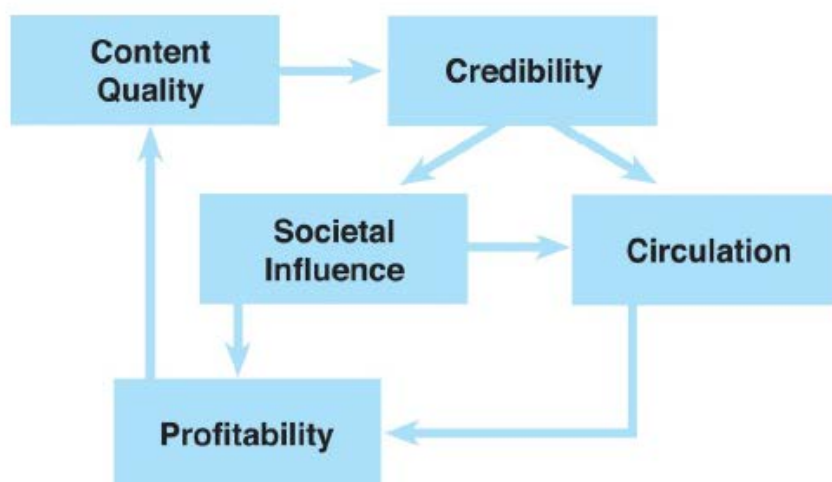 Content
Quality
Credibility
Societal
Influence
Circulation
Profitability